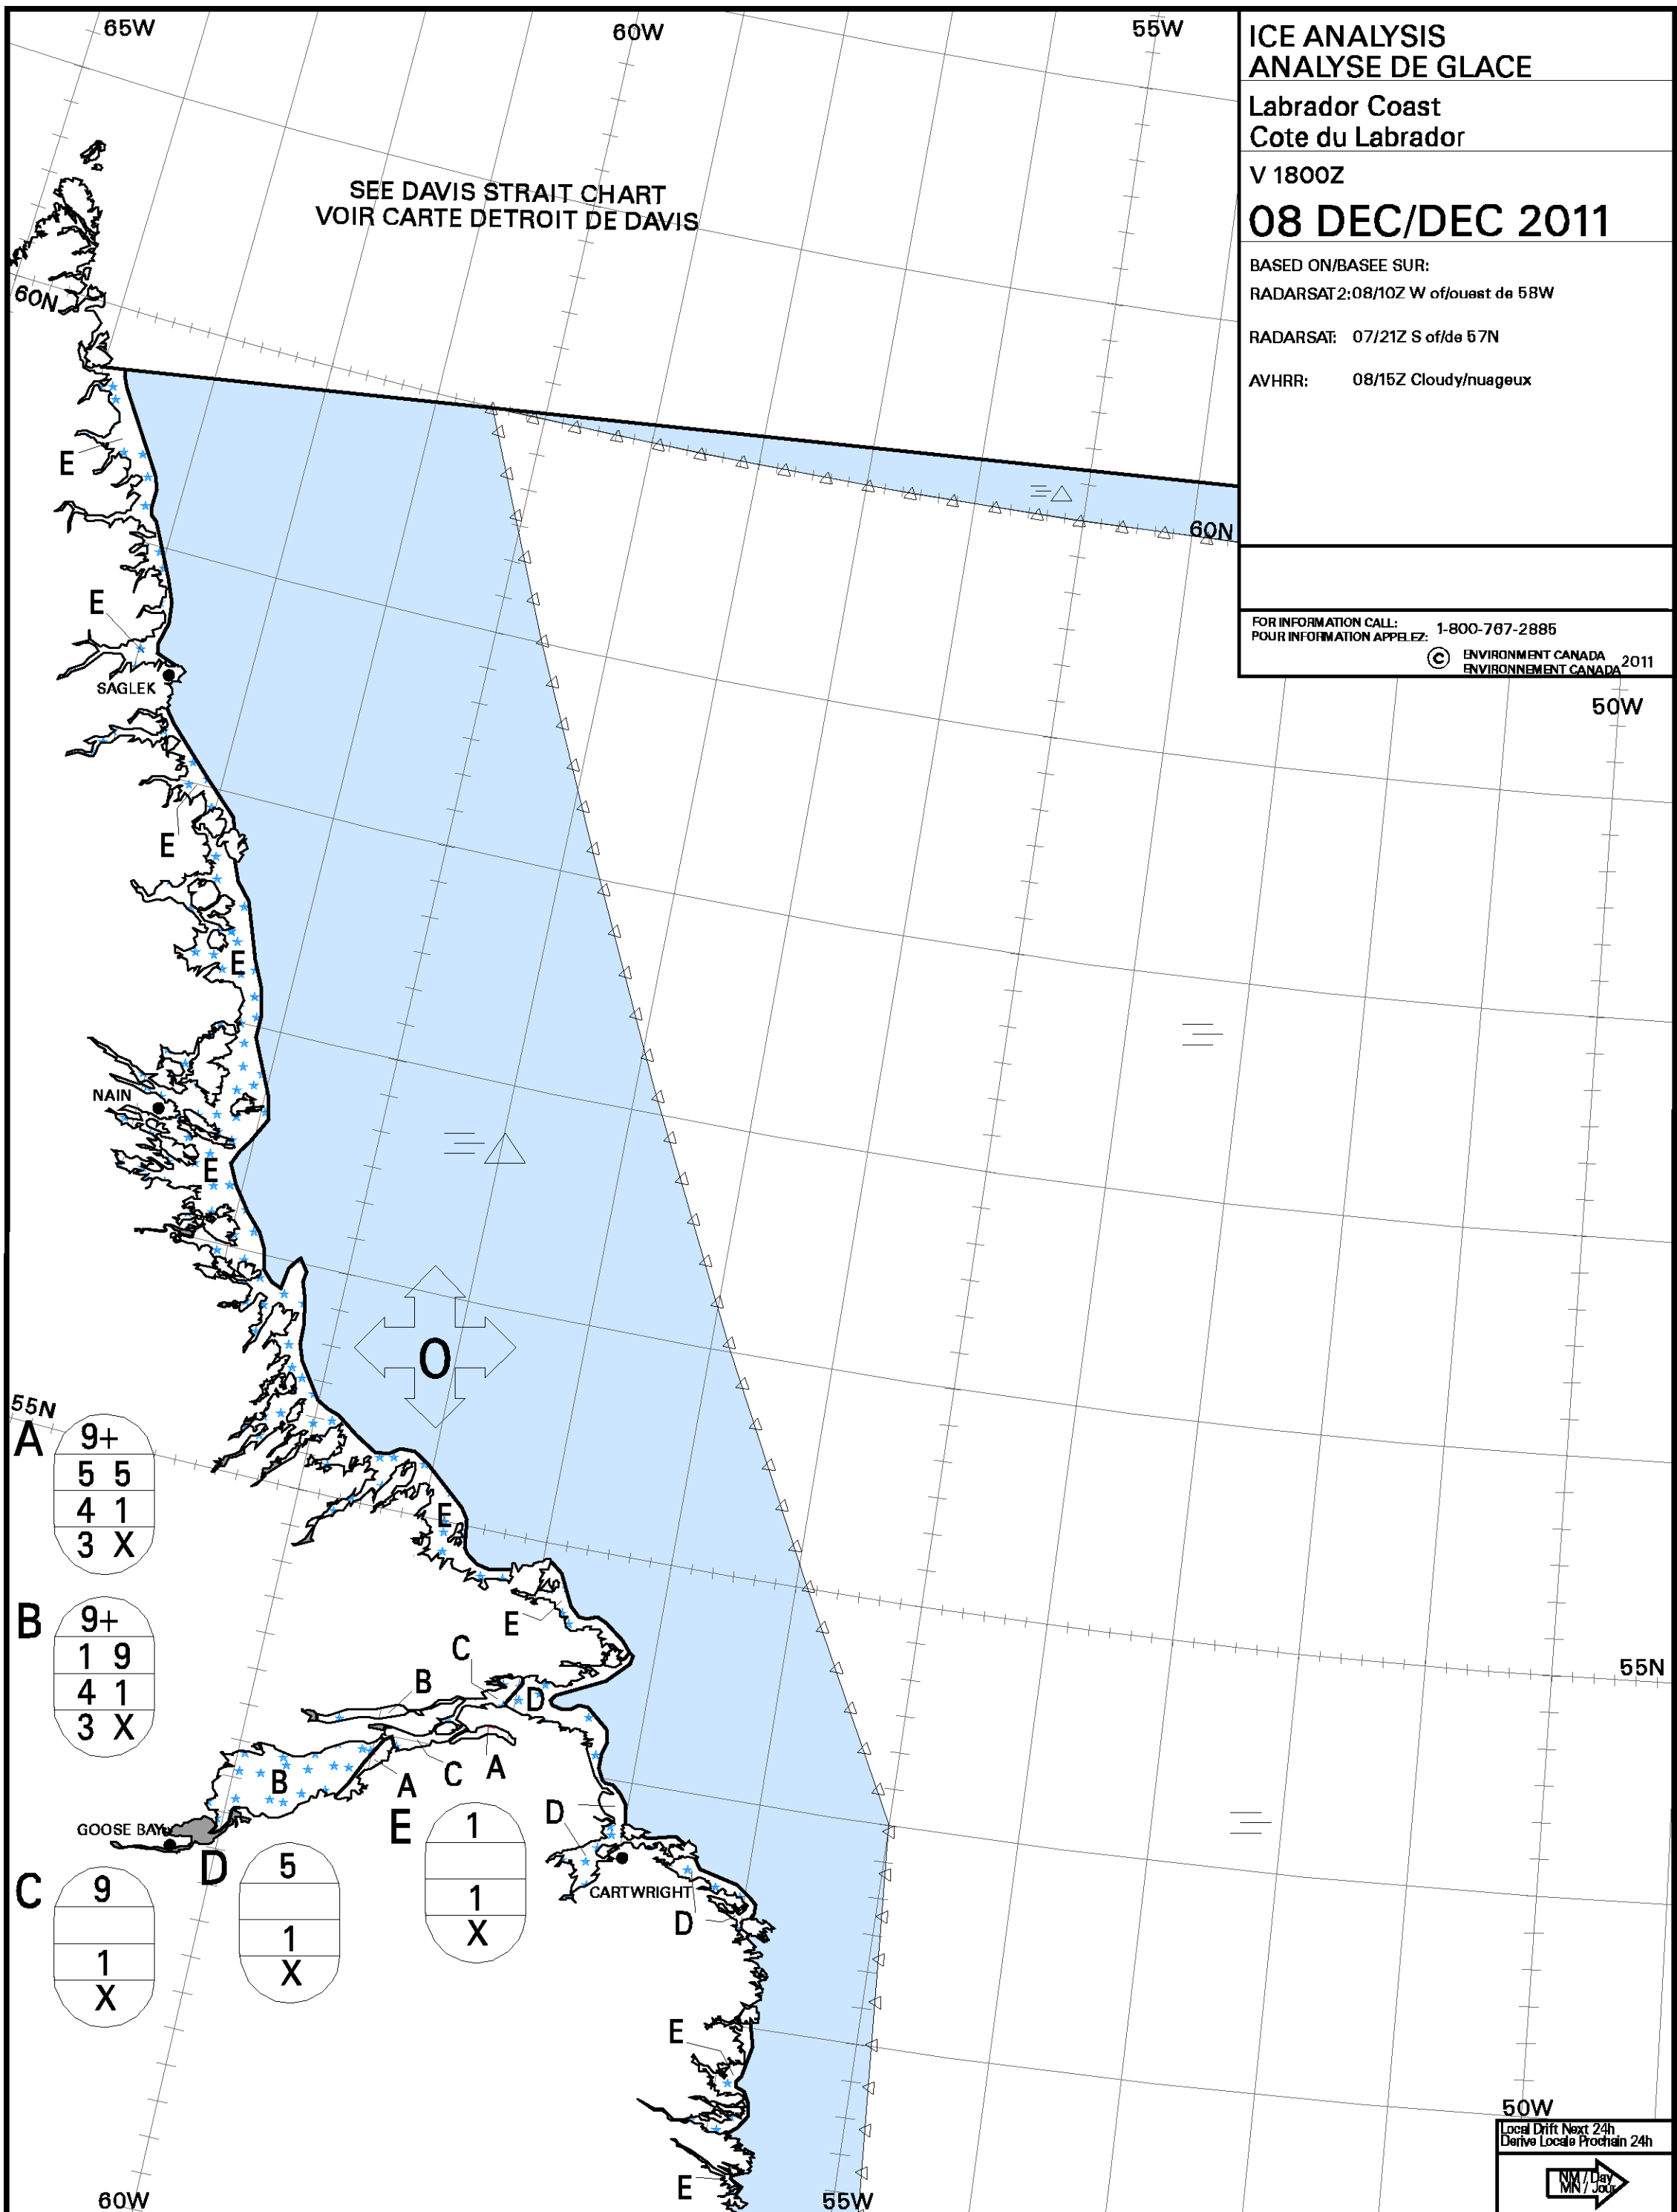 65W
60W
55W
ICE ANALYSIS
ANALYSE DE GLACE
Labrador Coast
Cote du Labrador
V 1800Z
08 DEC/DEC 2011
BASED ON/BASEE SUR:
RADARSAT2:08/10Z W of/ouest de 58W
RADARSAT: 07/21Z S of/de 57N
AVHRR: 08/15Z Cloudy/nuageux
FOR INFORMATION CALL:
POUR INFORMATION APPELEZ: 1-800-767-2885
© ENVIRONMENT CANADA
ENVIRONNEMENT CANADA 2011
SEE DAVIS STRAIT CHART
VOIR CARTE DETROIT DE DAVIS
60N
E
60N
E
SAGLEK
50W
E
E
NAIN
E
O
55N
A
9+
5 5
4 1
3 X
E
B
9+
1 9
4 1
3 X
E
C
B
D
55N
A
C
A
B
GOOSE BAY
E
1
1
X
D
CARTWRIGHT
D
D
5
1
X
C
9
1
X
E
E
50W
Local Drift Next 24h
Derive Locale Prochain 24h
NM / Day
MN / Jour
60W
55W